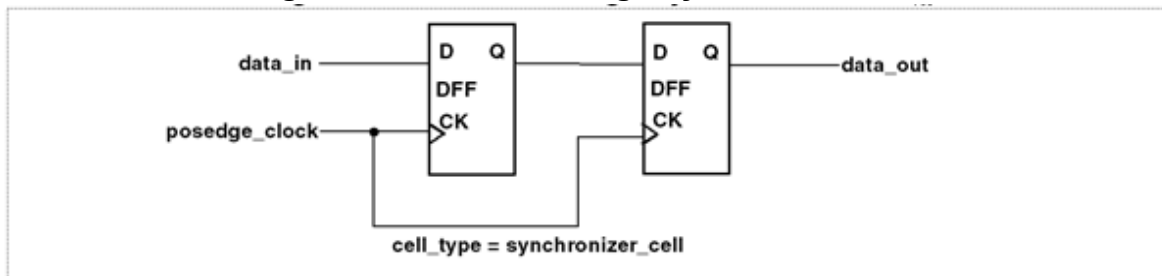 D Q D Q
data_in data_out
DFF DFF
posedge_clock CK CK
cell_type = synchronizer_cell